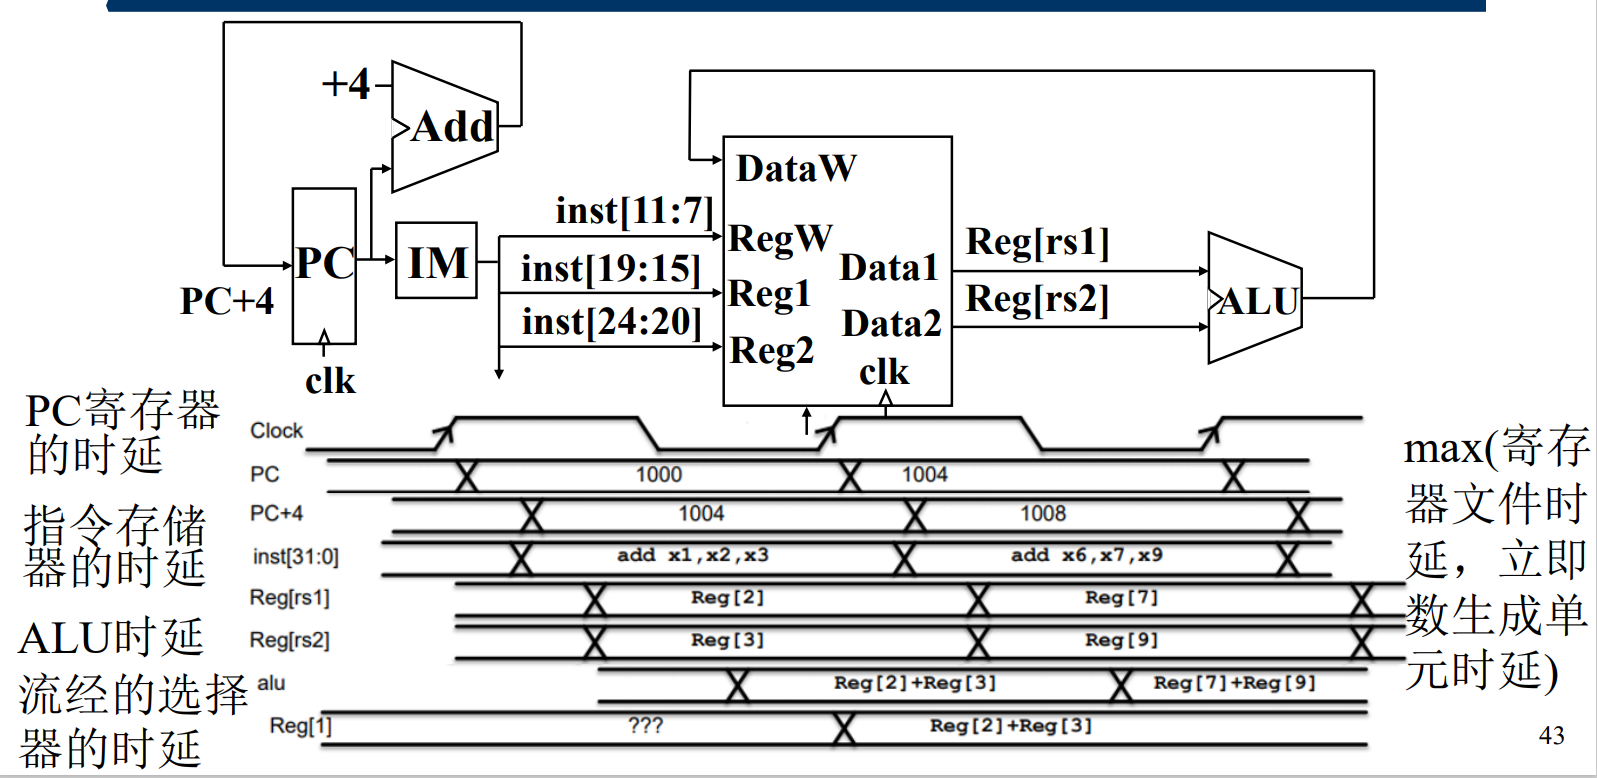 +4
Add
DataW
inst[11:7]
RegW
Reg[rs1]
PC
IM
inst[19:15]
Data1
Reg1
Reg[rs2]
ALU
PC+4
inst[24:20]
Data2
Reg2
clk
clk
PC寄存器
的时延
指令存储
器的时延
ALU时延
流经的选择
器的时延
Clock
PC 1000 1004
PC+4 1004 1008
inst[31:0] add x1,x2,x3 add x6,x7,x9
Reg[rs1] Reg[2] Reg[7]
Reg[rs2] Reg[3] Reg[9]
alu Reg[2]+Reg[3] Reg[7]+Reg[9]
Reg[1] ??? Reg[2]+Reg[3]
max(寄存
器文件时
延，立即
数生成单
元时延)
43